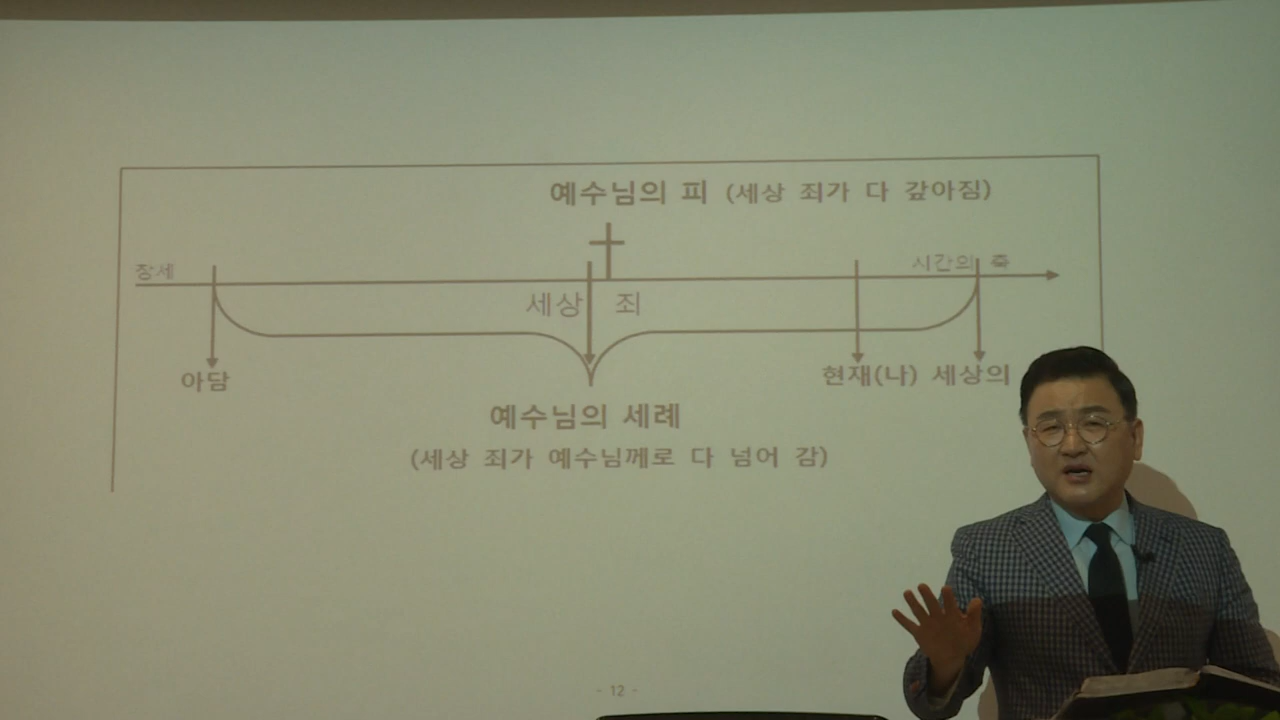 예수님의 피 (세상 죄가 다 갚아짐)
창세
시간의 축
세상 죄
아담
현재(나) 세상의
예수님의 세례
(세상 죄가 예수님께로 다 넘어 감)
- 12 -